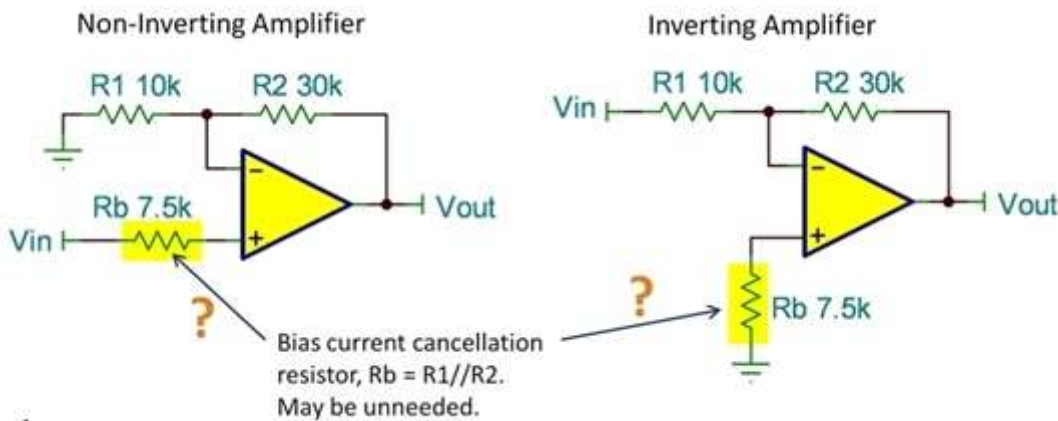 Non-Inverting Amplifier
R1 10k
R2 30k
−
+
Rb 7.5k
Vin
Vout
?
Inverting Amplifier
Vin
R1 10k
R2 30k
−
+
Vout
?
Rb 7.5k
Bias current cancellation
resistor, Rb = R1//R2.
May be unneeded.